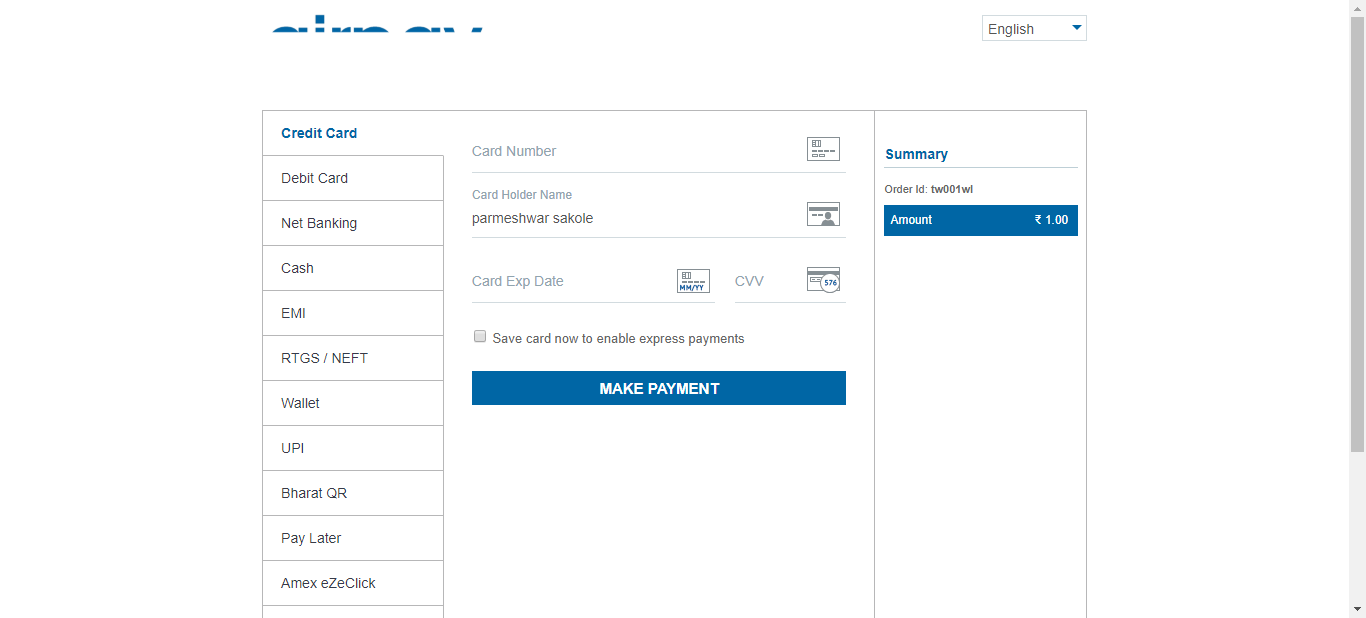 English
Credit Card
Debit Card
Net Banking
Cash
EMI
RTGS / NEFT
Wallet
UPI
Bharat QR
Pay Later
Amex eZeClick
Card Number
Card Holder Name
parmeshwar sakole
Card Exp Date
MM/YY
CVV
576
Save card now to enable express payments
MAKE PAYMENT
Summary
Order Id: tw001wl
Amount ₹ 1.00